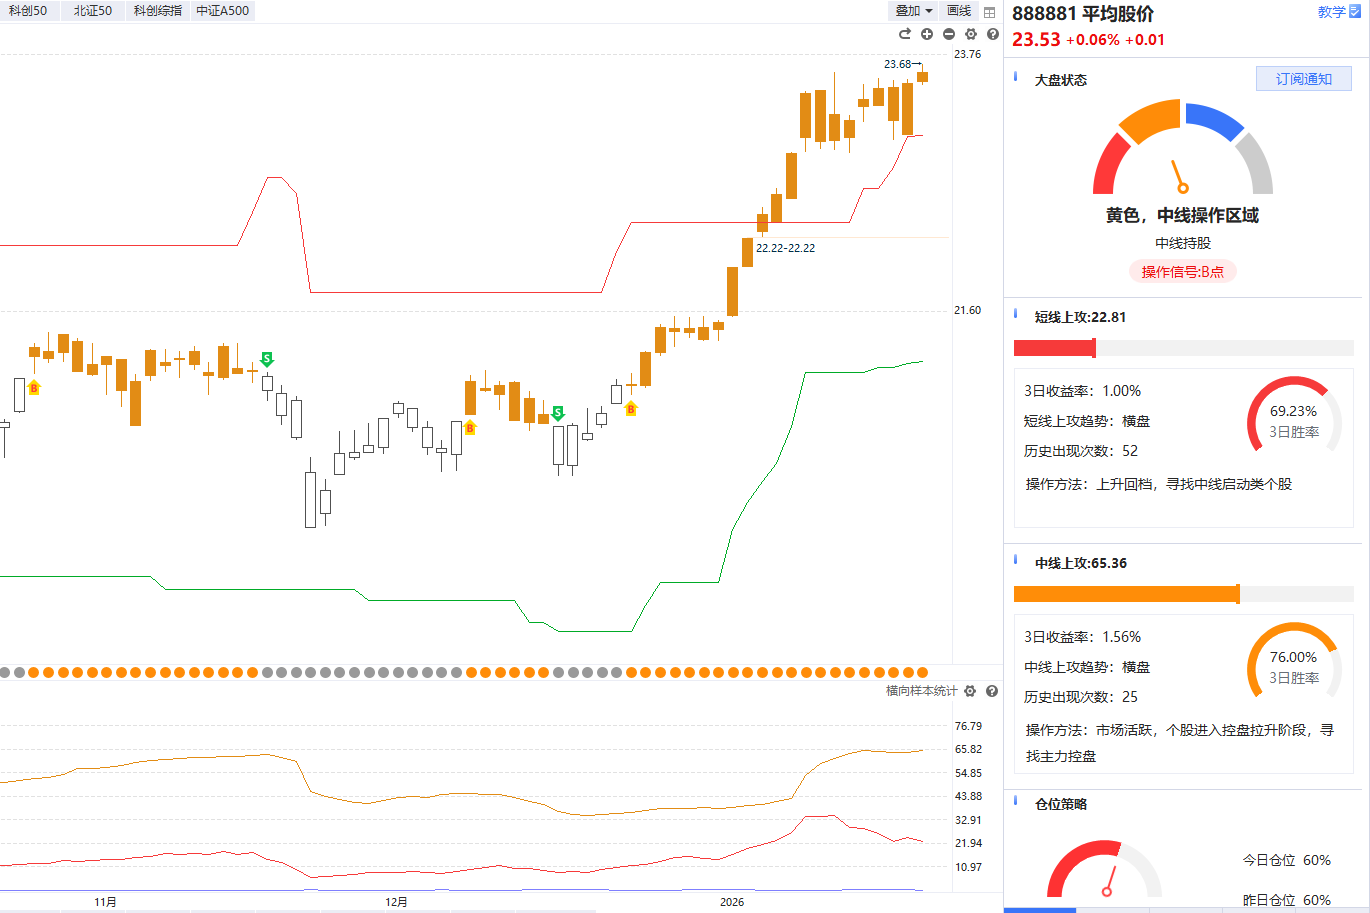 科创50 北证50 科创综指 中证A500 叠加 画线
888881 平均股价
教学
23.53 +0.06% +0.01
23.76
23.68→
大盘状态
订阅通知
黄色，中线操作区域
中线持股
操作信号:B点
22.22-22.22
21.60
短线上攻:22.81
3日收益率：1.00%
短线上攻趋势：横盘
历史出现次数：52
69.23%
3日胜率
操作方法：上升回档，寻找中线启动类个股
B
S
B
S
B
中线上攻:65.36
3日收益率：1.56%
中线上攻趋势：横盘
历史出现次数：25
76.00%
3日胜率
操作方法：市场活跃，个股进入控盘拉升阶段，寻
找主力控盘
横向样本统计
76.79
65.82
54.85
43.88
32.91
21.94
10.97
仓位策略
今日仓位 60%
昨日仓位 60%
11月
12月
2026